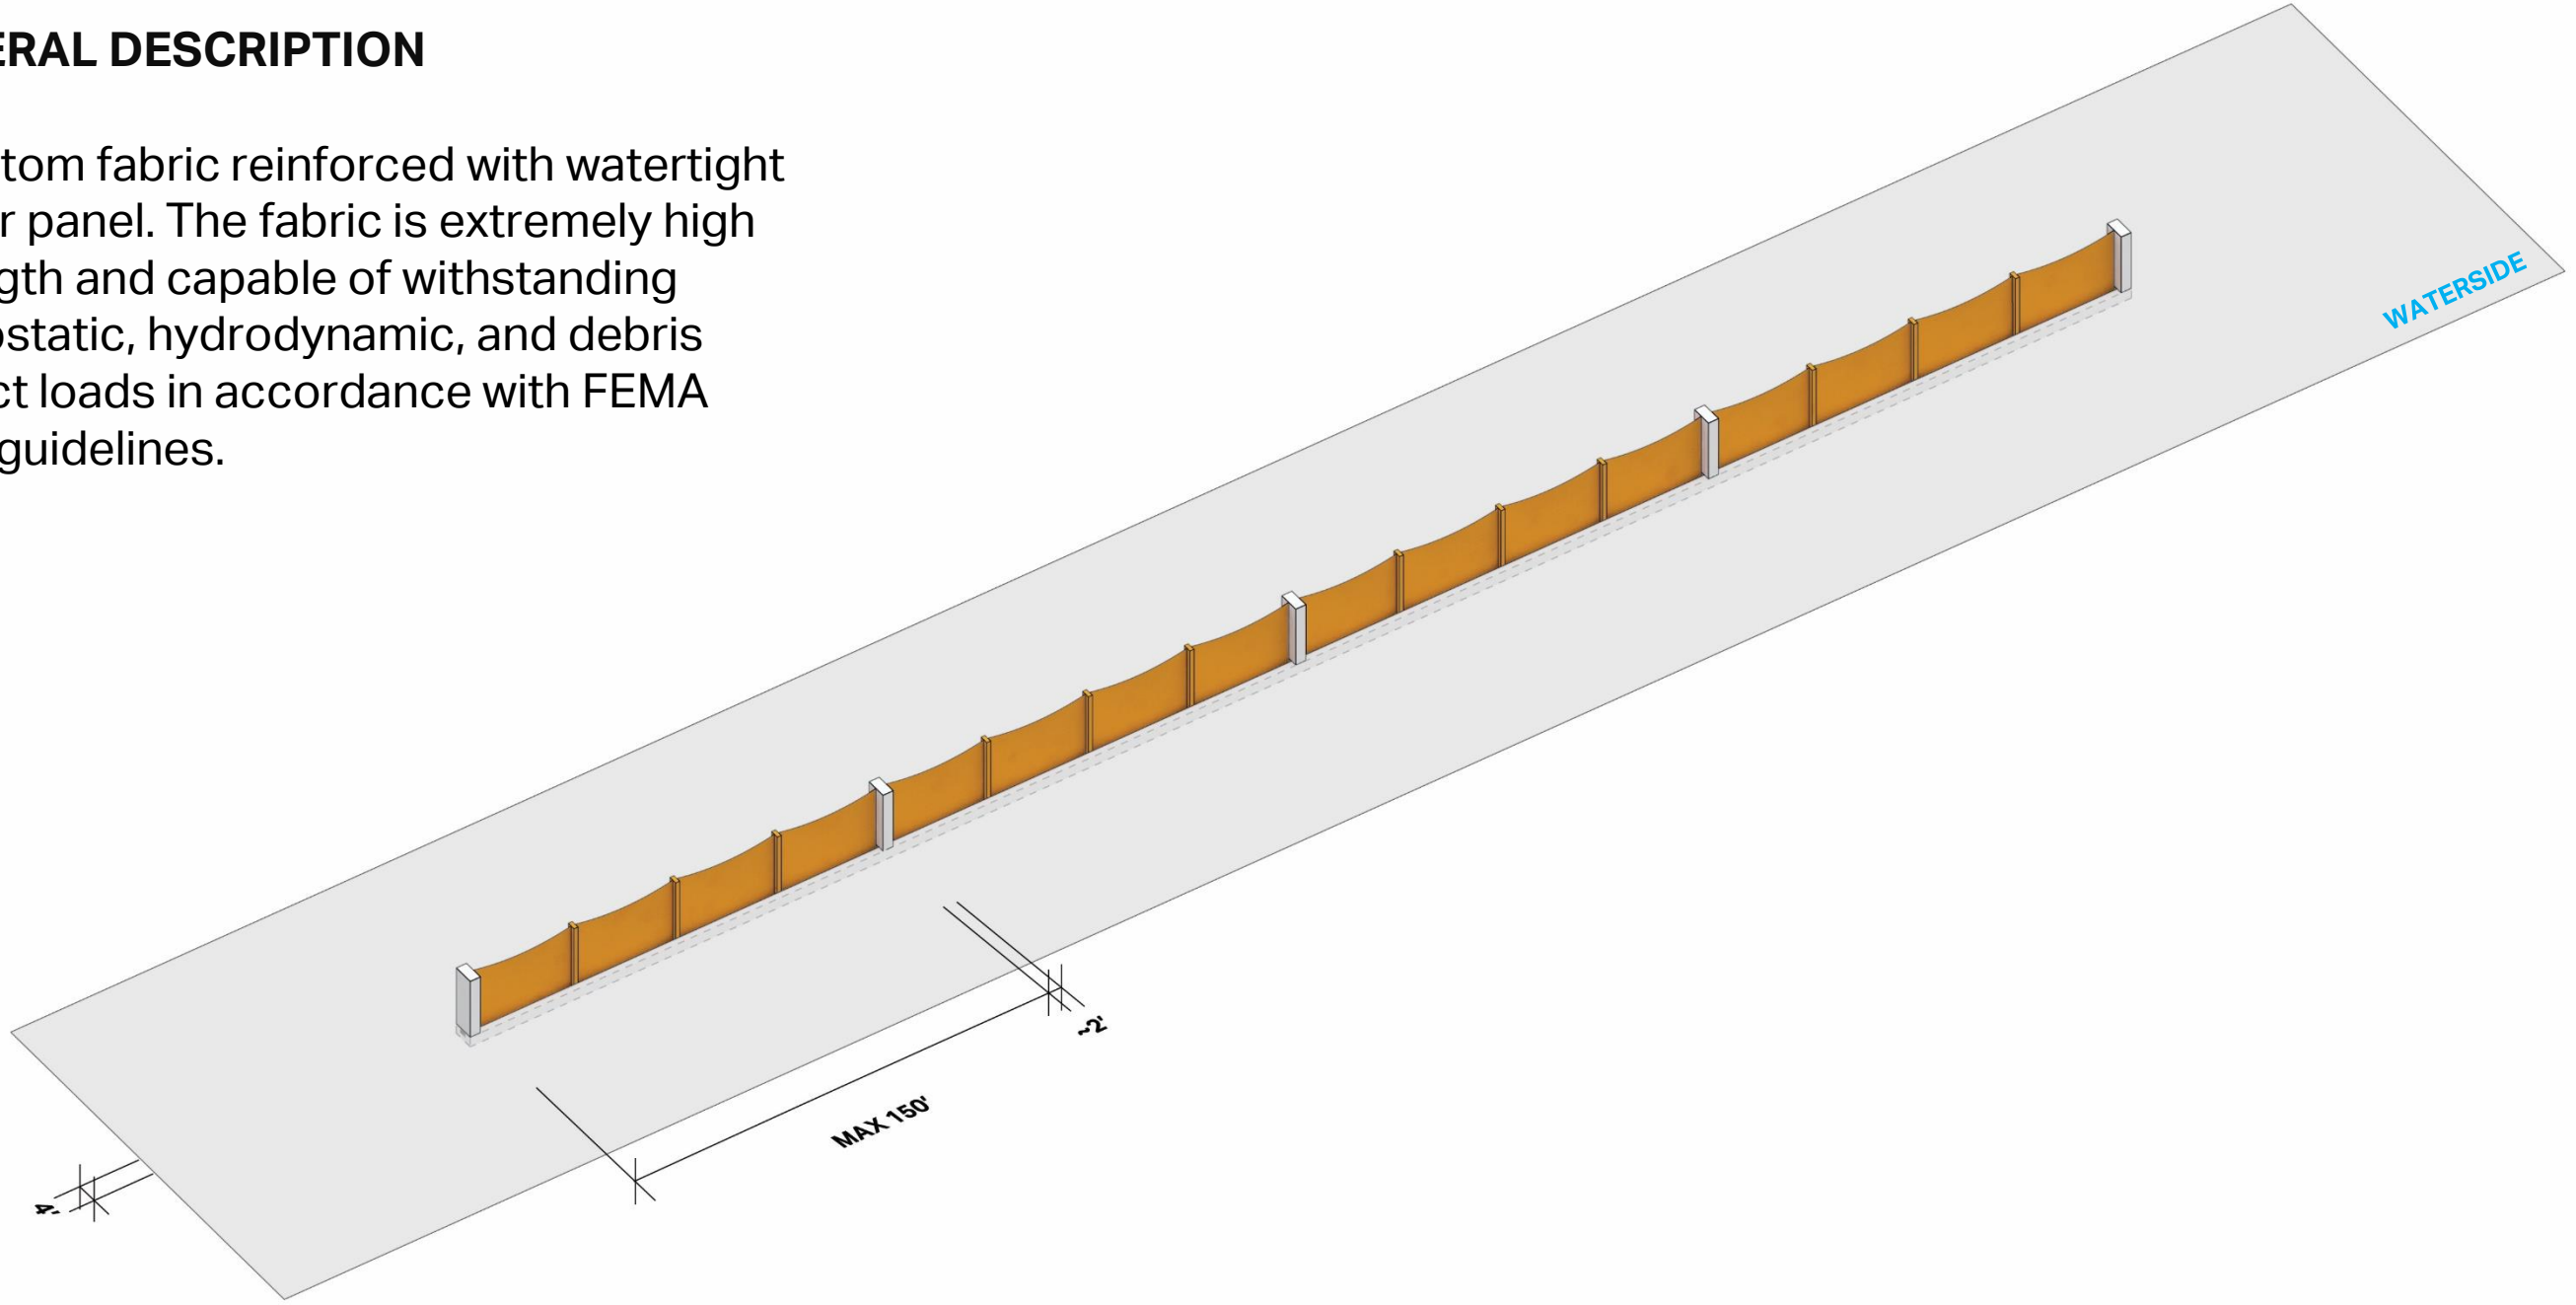 ERAL DESCRIPTION
tom fabric reinforced with watertight
r panel. The fabric is extremely high
gth and capable of withstanding
ostatic, hydrodynamic, and debris
ct loads in accordance with FEMA
guidelines.
WATERSIDE
~2'
MAX 150'
4'